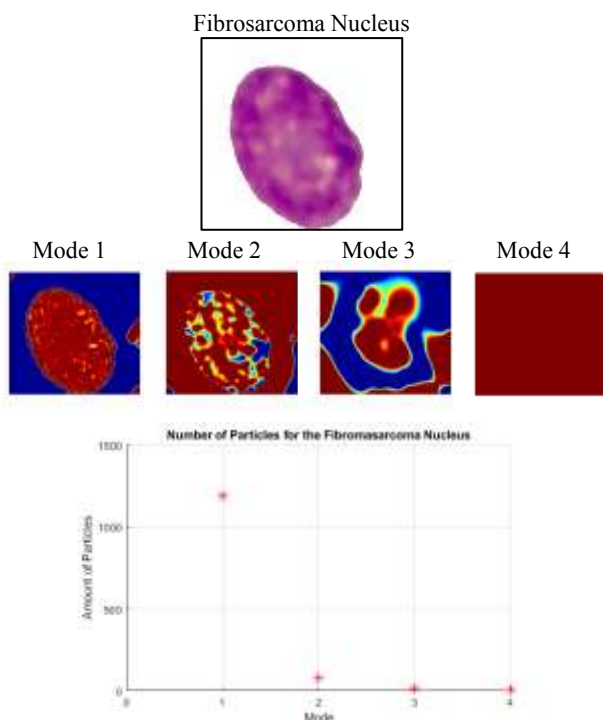 Fibrosarcoma Nucleus
Mode 1 Mode 2 Mode 3 Mode 4
Number of Particles for the Fibromasarcoma Nucleus
1500
1000
500
0
Amount of Particles
0 1 2 3 4
Mode